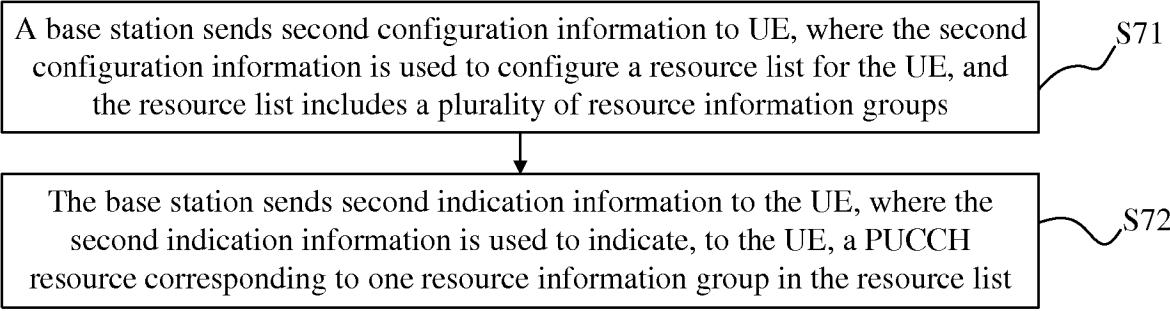 A base station sends second configuration information to UE, where the second
configuration information is used to configure a resource list for the UE, and
the resource list includes a plurality of resource information groups
S71
The base station sends second indication information to the UE, where the
second indication information is used to indicate, to the UE, a PUCCH
resource corresponding to one resource information group in the resource list
S72